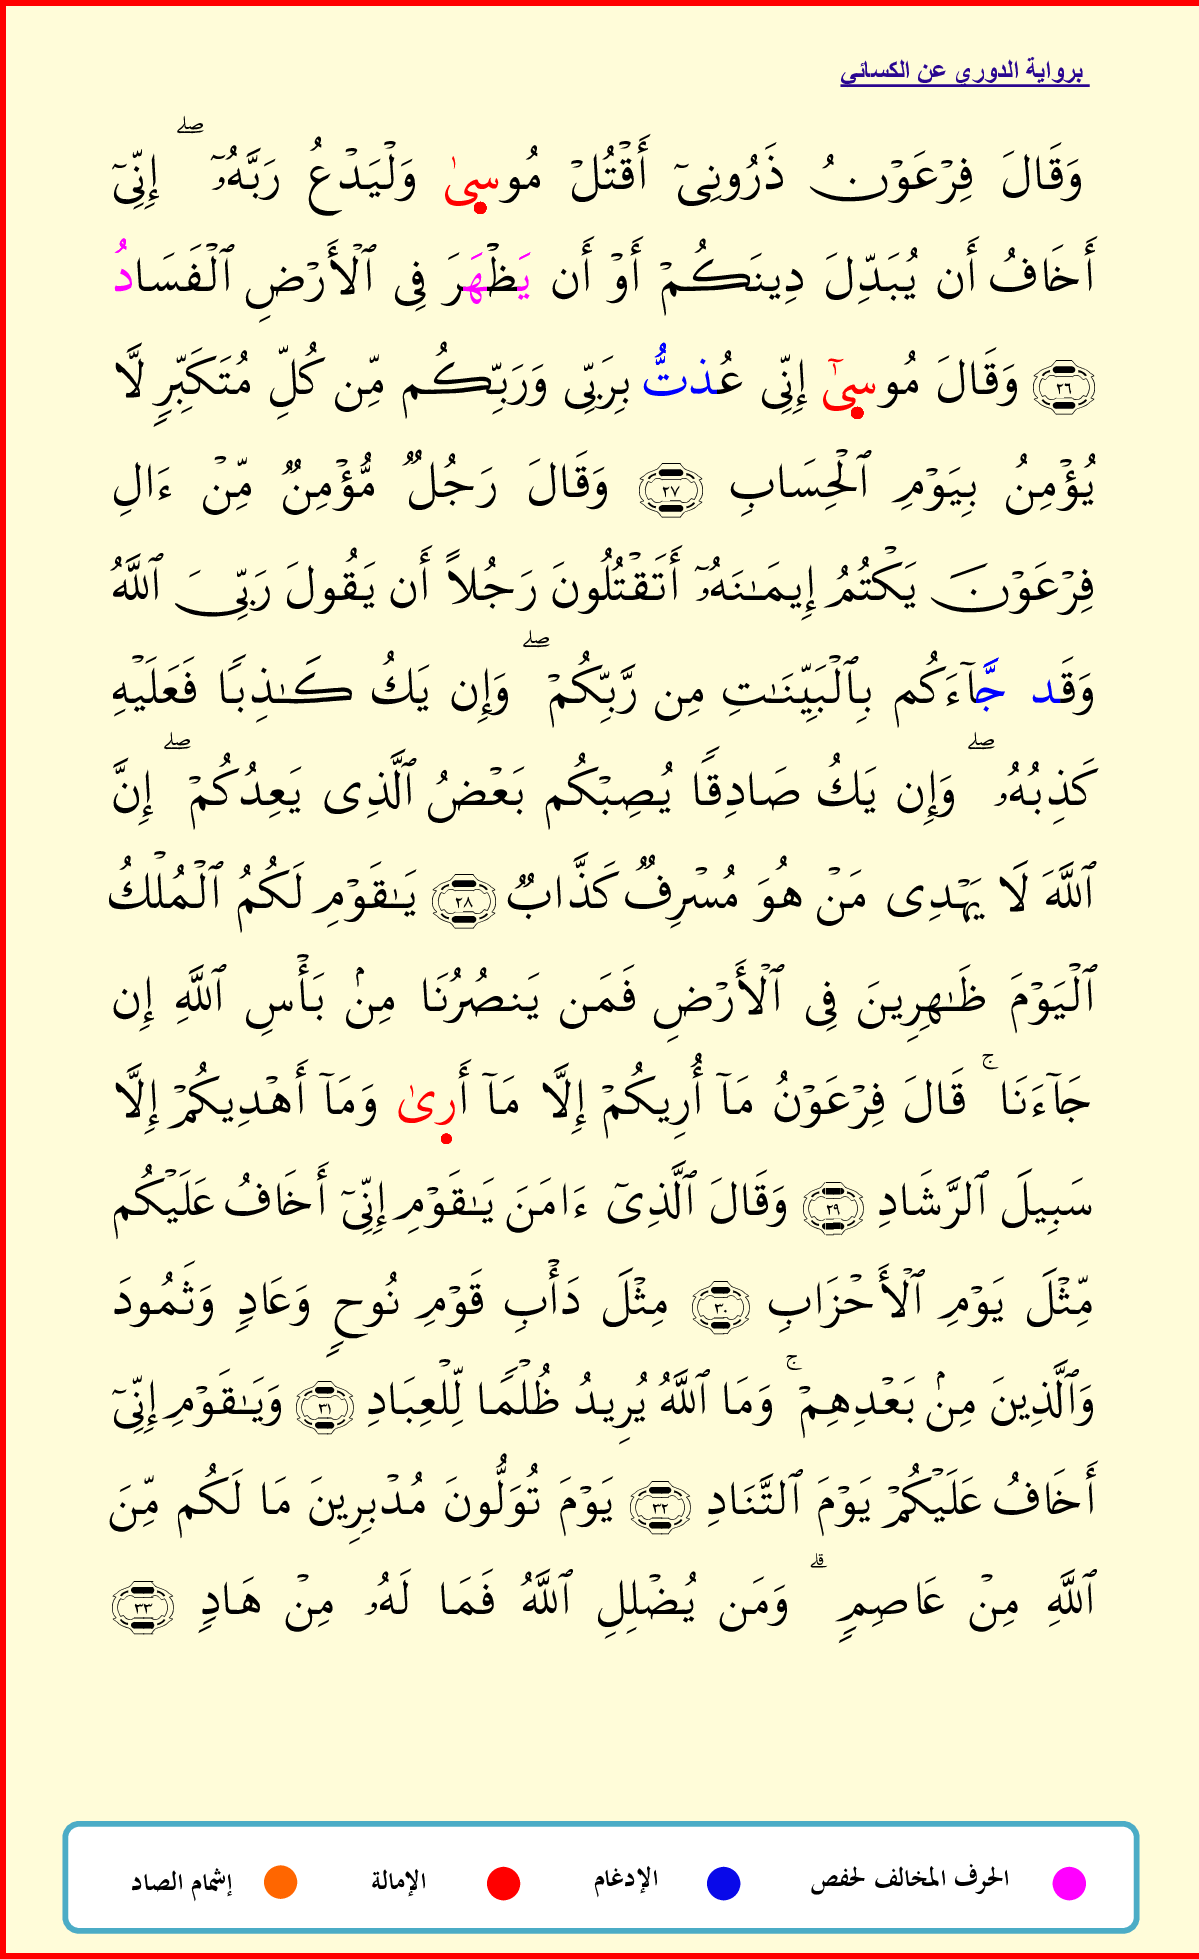 برواية الدوري عن الكسائي
وَقَالَ فِرْعَوْنُ ذَرُونِىٓ أَقْتُلْ مُوسِىٰ وَلْيَدْعُ رَبَّهُۥٓ ۖ إِنِّىٓ
أَخَافُ أَن يُبَدِّلَ دِينَكُمْ أَوْ أَن يَظْهَرَ فِى ٱلْأَرْضِ ٱلْفَسَادُ
٢٦ وَقَالَ مُوسِىٰٓ إِنِّى عُذتُّ بِرَبِّى وَرَبِّكُم مِّن كُلِّ مُتَكَبِّرٍ لَّا
يُؤْمِنُ بِيَوْمِ ٱلْحِسَابِ ٢٧ وَقَالَ رَجُلٌ مُّؤْمِنٌ مِّنْ ءَالِ
فِرْعَوْنَ يَكْتُمُ إِيمَـٰنَهُۥٓ أَتَقْتُلُونَ رَجُلاً أَن يَقُولَ رَبِّىَ ٱللَّهُ
وَقَد جَّآءَكُم بِٱلْبَيِّنَـٰتِ مِن رَّبِّكُمْ ۖ وَإِن يَكُ كَـٰذِبًا فَعَلَيْهِ
كَذِبُهُۥ ۖ وَإِن يَكُ صَادِقًا يُصِبْكُم بَعْضُ ٱلَّذِى يَعِدُكُمْ ۖ إِنَّ
ٱللَّهَ لَا يَهْدِى مَنْ هُوَ مُسْرِفٌ كَذَّابٌ ٢٨ يَـٰقَوْمِ لَكُمُ ٱلْمُلْكُ
ٱلْيَوْمَ ظَـٰهِرِينَ فِى ٱلْأَرْضِ فَمَن يَنصُرُنَا مِنۢ بَأْسِ ٱللَّهِ إِن
جَآءَنَا ۚ قَالَ فِرْعَوْنُ مَآ أُرِيكُمْ إِلَّا مَآ أَرِىٰ وَمَآ أَهْدِيكُمْ إِلَّا
سَبِيلَ ٱلرَّشَادِ ٢٩ وَقَالَ ٱلَّذِىٓ ءَامَنَ يَـٰقَوْمِ إِنِّىٓ أَخَافُ عَلَيْكُم
مِّثْلَ يَوْمِ ٱلْأَحْزَابِ ٣٠ مِثْلَ دَأْبِ قَوْمِ نُوحٍ وَعَادٍ وَثَمُودَ
وَٱلَّذِينَ مِنۢ بَعْدِهِمْ ۚ وَمَا ٱللَّهُ يُرِيدُ ظُلْمًا لِّلْعِبَادِ ٣١ وَيَـٰقَوْمِ إِنِّىٓ
أَخَافُ عَلَيْكُمْ يَوْمَ ٱلتَّنَادِ ٣٢ يَوْمَ تُوَلُّونَ مُدْبِرِينَ مَا لَكُم مِّنَ
ٱللَّهِ مِنْ عَاصِمٍ ۗ وَمَن يُضْلِلِ ٱللَّهُ فَمَا لَهُۥ مِنْ هَادٍ ٣٣
الحرف المخالف لحفص الإدغام الإمالة إشمام الصاد